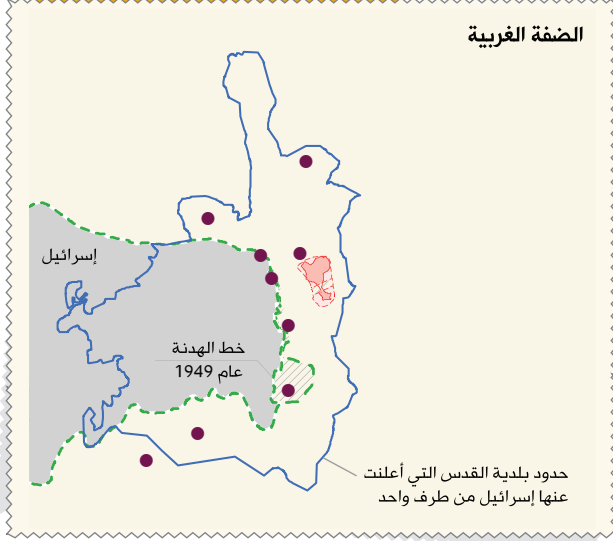 الضفة الغربية
إسرائيل
خط الهدنة
عام 1949
حدود بلدية القدس التي أعلنت
عنها إسرائيل من طرف واحد